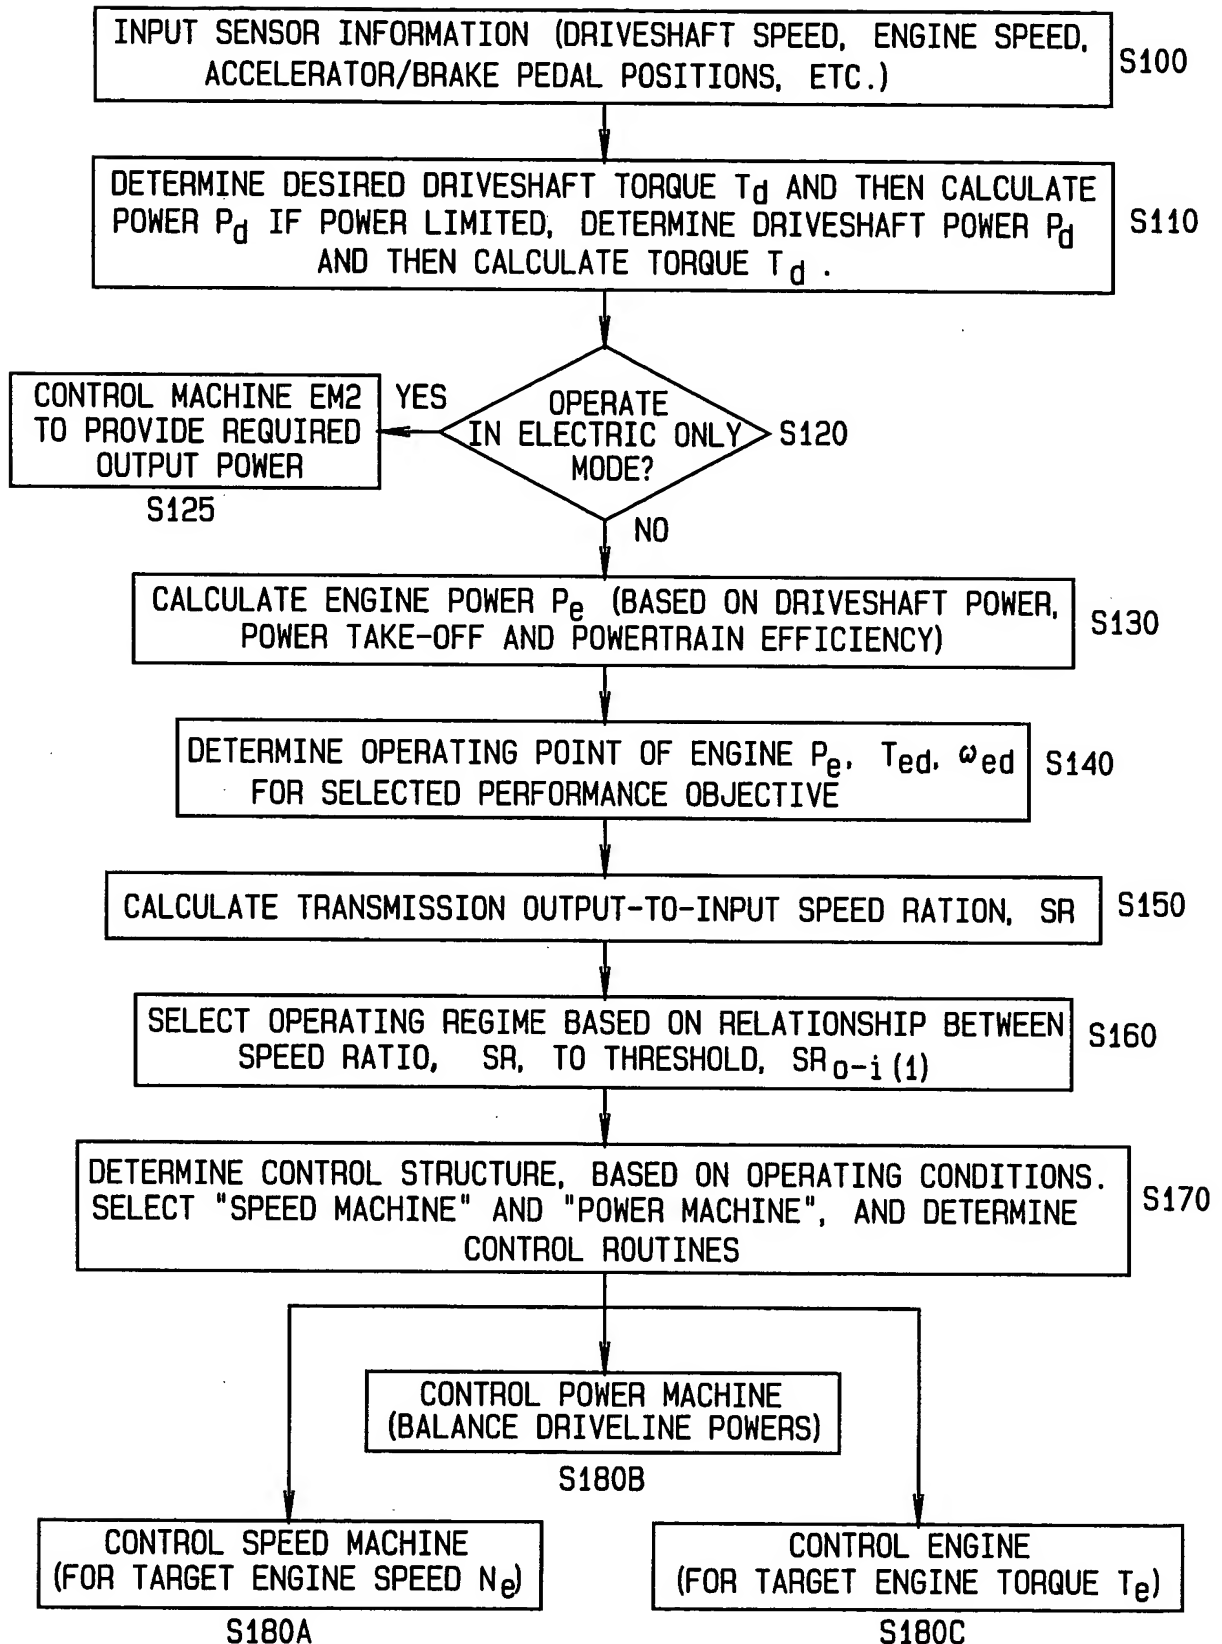 INPUT SENSOR INFORMATION (DRIVESHAFT SPEED, ENGINE SPEED,
ACCELERATOR/BRAKE PEDAL POSITIONS, ETC.)
S100
DETERMINE DESIRED DRIVESHAFT TORQUE Td AND THEN CALCULATE
POWER Pd IF POWER LIMITED, DETERMINE DRIVESHAFT POWER Pd
AND THEN CALCULATE TORQUE Td .
S110
OPERATE
IN ELECTRIC ONLY
MODE?
S120
YES
CONTROL MACHINE EM2
TO PROVIDE REQUIRED
OUTPUT POWER
S125
NO
CALCULATE ENGINE POWER Pe (BASED ON DRIVESHAFT POWER,
POWER TAKE-OFF AND POWERTRAIN EFFICIENCY)
S130
DETERMINE OPERATING POINT OF ENGINE Pe, Ted, ωed
FOR SELECTED PERFORMANCE OBJECTIVE
S140
CALCULATE TRANSMISSION OUTPUT-TO-INPUT SPEED RATION, SR
S150
SELECT OPERATING REGIME BASED ON RELATIONSHIP BETWEEN
SPEED RATIO, SR, TO THRESHOLD, SRo-i(1)
S160
DETERMINE CONTROL STRUCTURE, BASED ON OPERATING CONDITIONS.
SELECT "SPEED MACHINE" AND "POWER MACHINE", AND DETERMINE
CONTROL ROUTINES
S170
CONTROL POWER MACHINE
(BALANCE DRIVELINE POWERS)
S180B
CONTROL SPEED MACHINE
(FOR TARGET ENGINE SPEED Ne)
S180A
CONTROL ENGINE
(FOR TARGET ENGINE TORQUE Te)
S180C